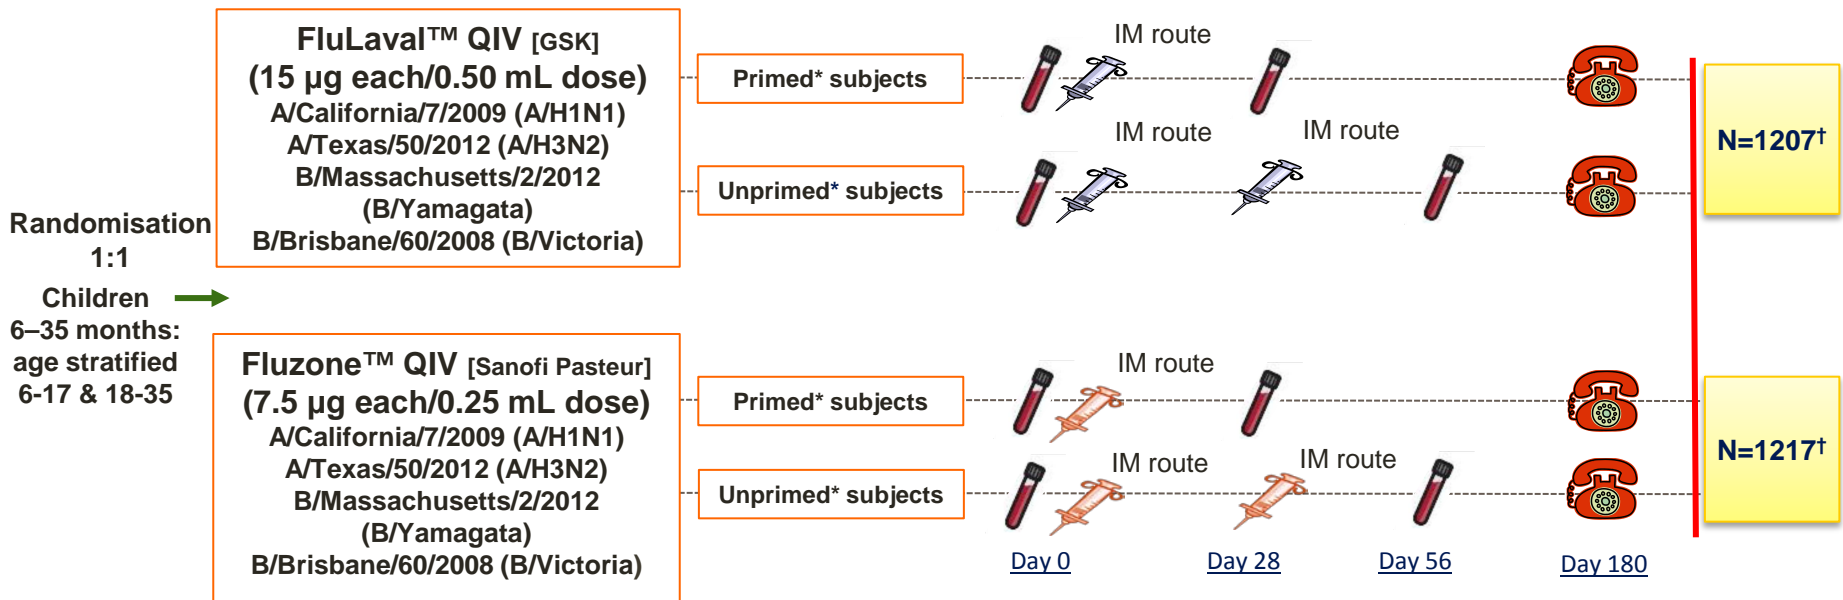 FluLaval™ QIV [GSK]
(15 µg each/0.50 mL dose)
A/California/7/2009 (A/H1N1)
A/Texas/50/2012 (A/H3N2)
B/Massachusetts/2/2012
(B/Yamagata)
B/Brisbane/60/2008 (B/Victoria)
Primed* subjects
IM route
Unprimed* subjects
IM route
IM route
N=1207†
Randomisation
1:1
Children
6–35 months:
age stratified
6-17 & 18-35
Fluzone™ QIV [Sanofi Pasteur]
(7.5 µg each/0.25 mL dose)
A/California/7/2009 (A/H1N1)
A/Texas/50/2012 (A/H3N2)
B/Massachusetts/2/2012
(B/Yamagata)
B/Brisbane/60/2008 (B/Victoria)
Primed* subjects
IM route
Unprimed* subjects
IM route
IM route
N=1217†
Day 0
Day 28
Day 56
Day 180